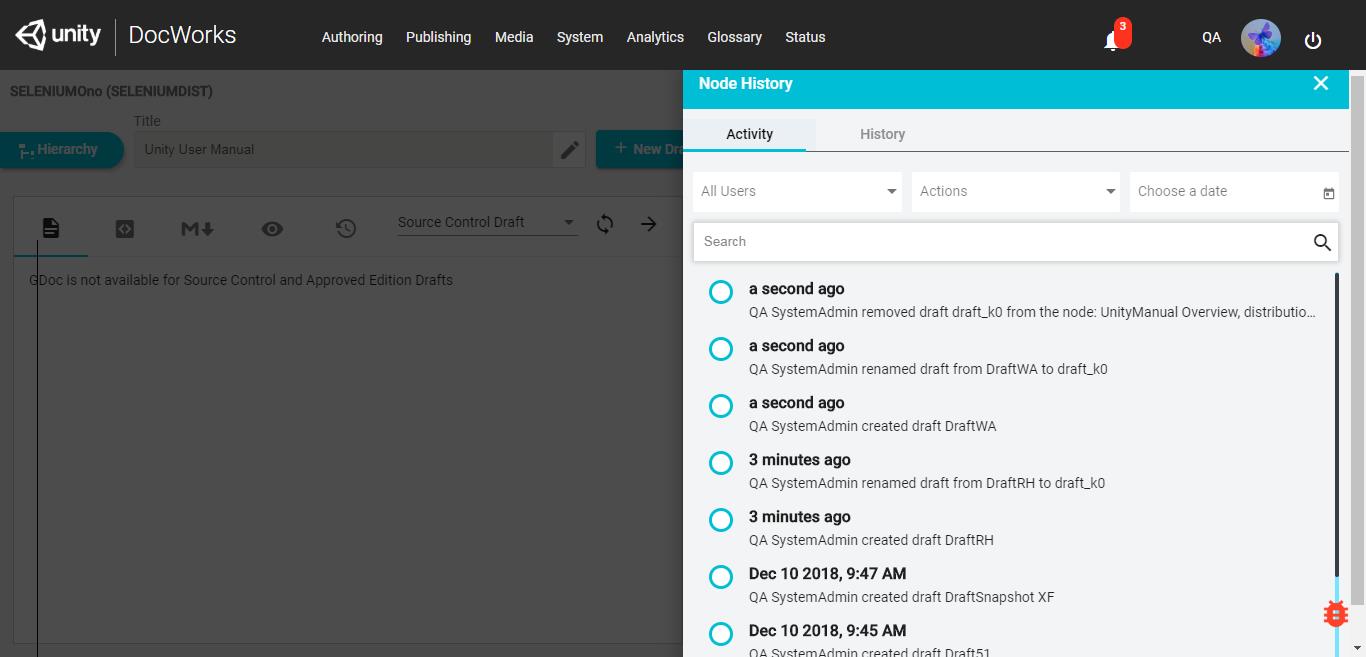 unity DocWorks Authoring Publishing Media System Analytics Glossary Status 3 QA
SELENIUMOno (SELENIUMDIST)
Title
Hierarchy Unity User Manual + New Dra
Source Control Draft
GDoc is not available for Source Control and Approved Edition Drafts
Node History
Activity History
All Users Actions Choose a date
Search
a second ago
QA SystemAdmin removed draft draft_k0 from the node: UnityManual Overview, distributio...
a second ago
QA SystemAdmin renamed draft from DraftWA to draft_k0
a second ago
QA SystemAdmin created draft DraftWA
3 minutes ago
QA SystemAdmin renamed draft from DraftRH to draft_k0
3 minutes ago
QA SystemAdmin created draft DraftRH
Dec 10 2018, 9:47 AM
QA SystemAdmin created draft DraftSnapshot XF
Dec 10 2018, 9:45 AM
QA SystemAdmin created draft Draft51